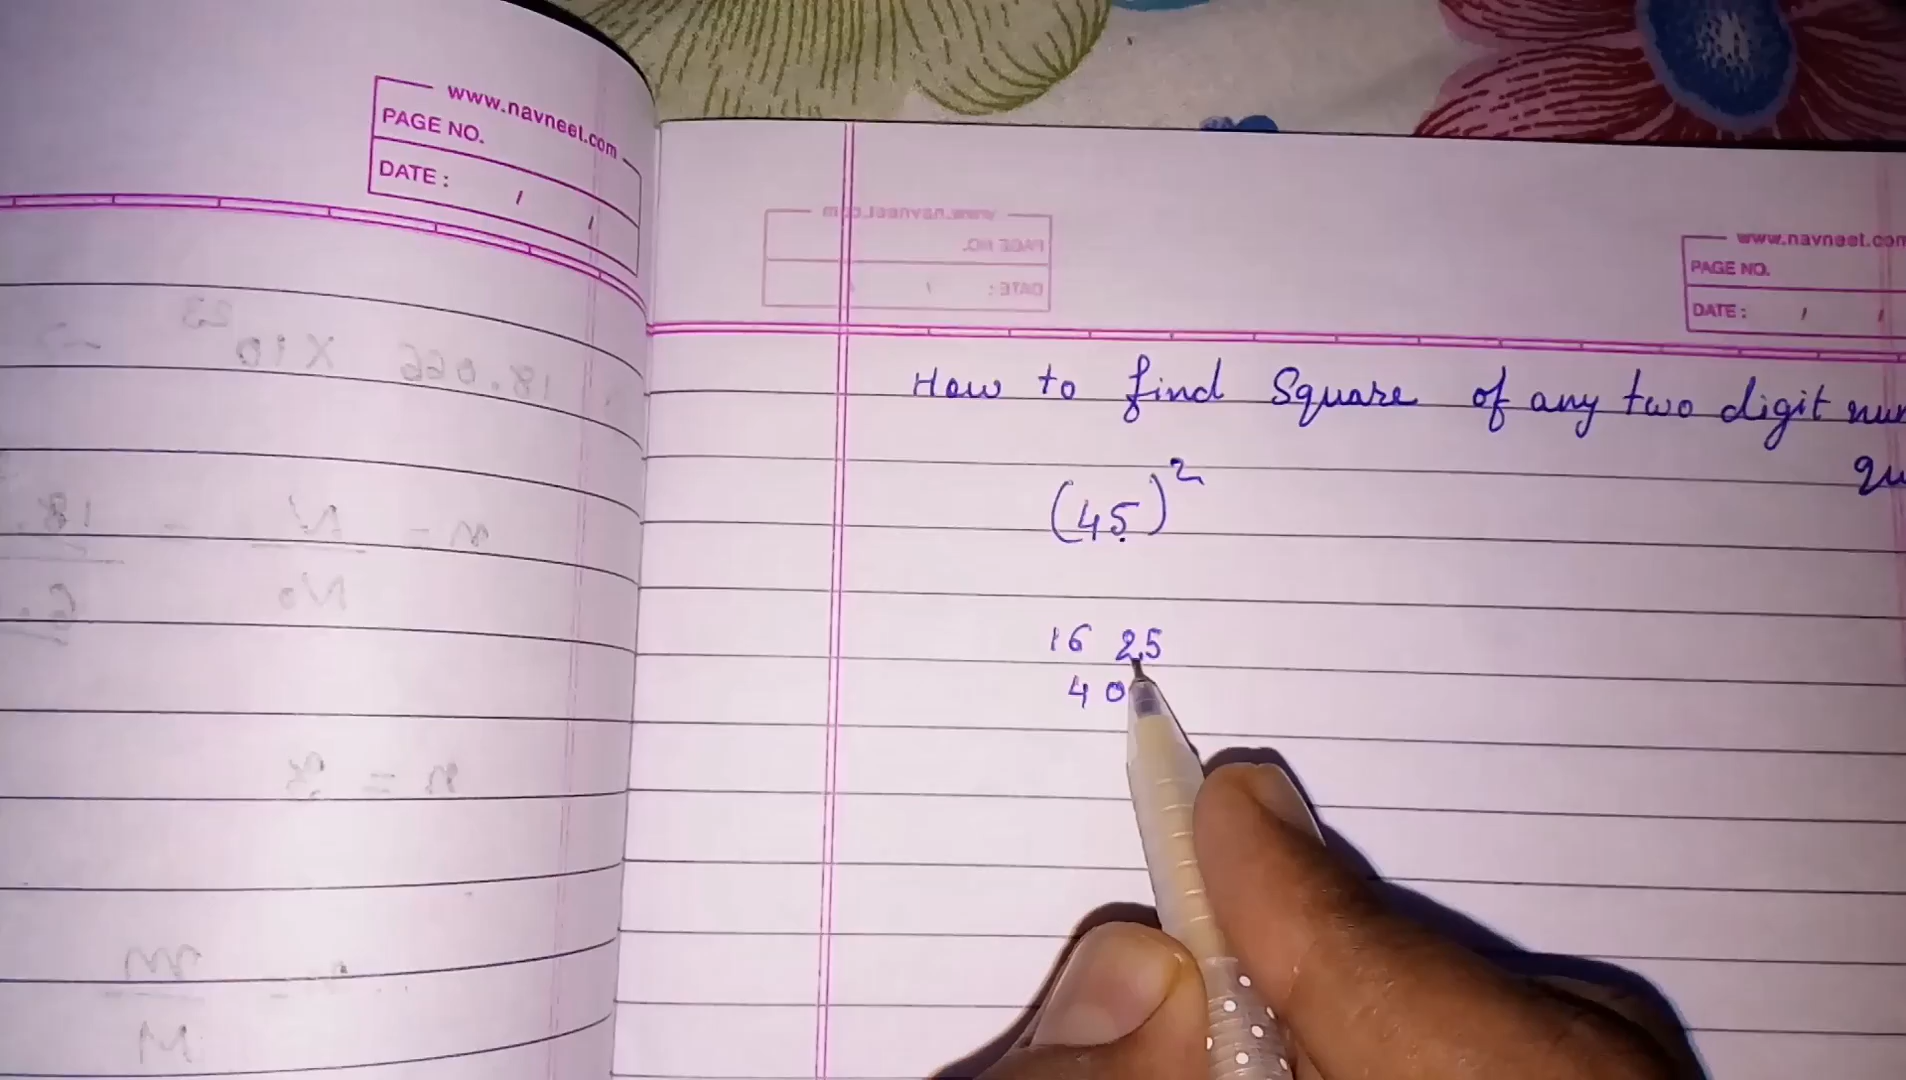 www.navneet.com
PAGE NO.
DATE : / /
www.navneet.com
PAGE NO.
DATE : / /
How to find Square of any two digit
(45)²
16 25
40